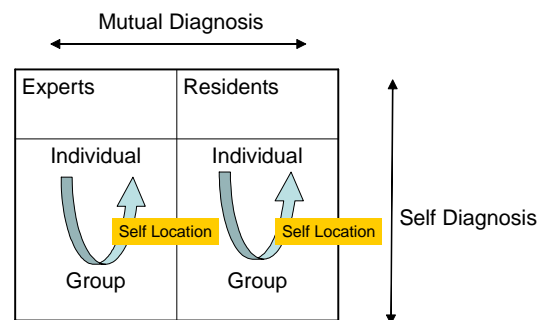 Mutual Diagnosis
Experts
Residents
Individual
Individual
Self Location
Self Location
Self Diagnosis
Group
Group